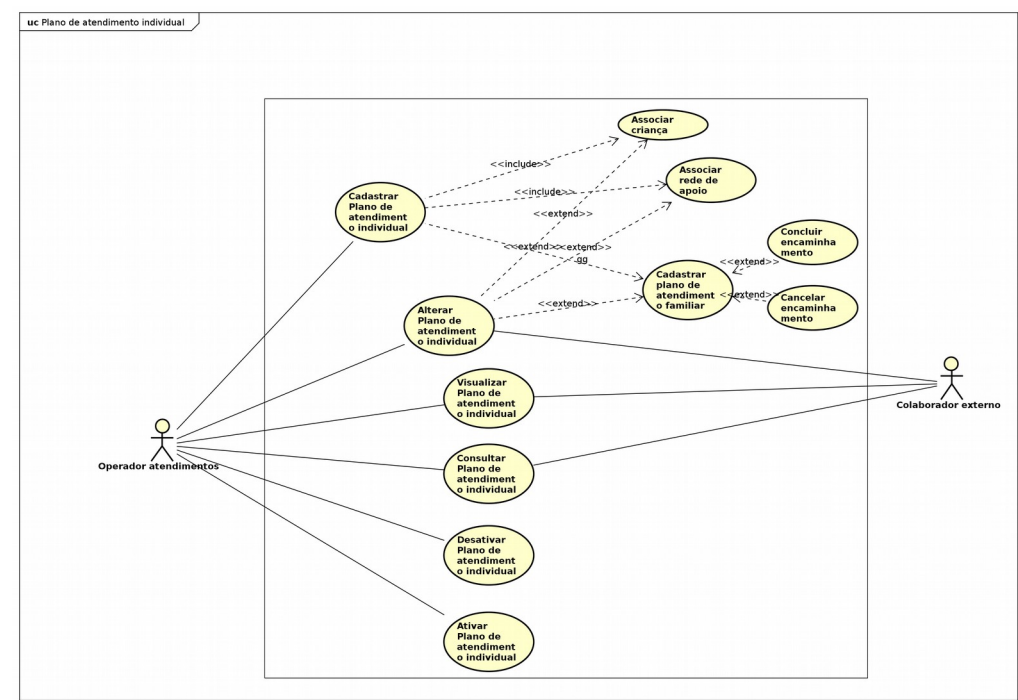 uc Plano de atendimento individual
Associar
criança
<<include>>
Associar
rede de
apoio
<<include>>
Cadastrar
Plano de
atendiment
o individual
<<extend>>
Concluir
encaminha
mento
<<extend>>
<<extend>>
gg
<<extend>>
Cadastrar
plano de
atendiment
o familiar
<<extend>>
Cancelar
encaminha
mento
<<extend>>
Alterar
Plano de
atendiment
o individual
Visualizar
Plano de
atendiment
o individual
Colaborador externo
Operador atendimentos
Consultar
Plano de
atendiment
o individual
Desativar
Plano de
atendiment
o individual
Ativar
Plano de
atendiment
o individual